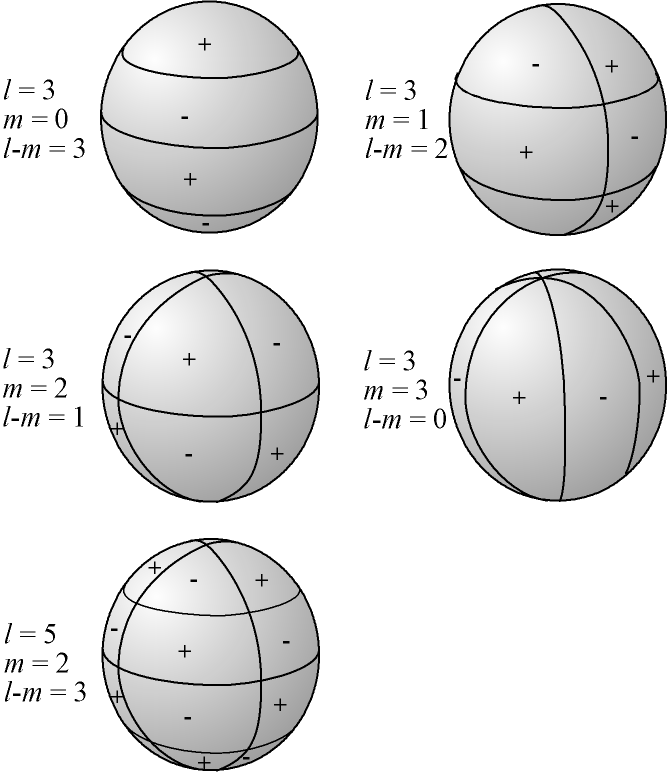 l = 3
m = 0
l-m = 3
+
-
+
-
l = 3
m = 1
l-m = 2
-
+
+
-
+
l = 3
m = 2
l-m = 1
-
+
-
+
-
+
l = 3
m = 3
l-m = 0
-
+
-
+
l = 5
m = 2
l-m = 3
+
-
+
-
+
-
+
-
+
+
-